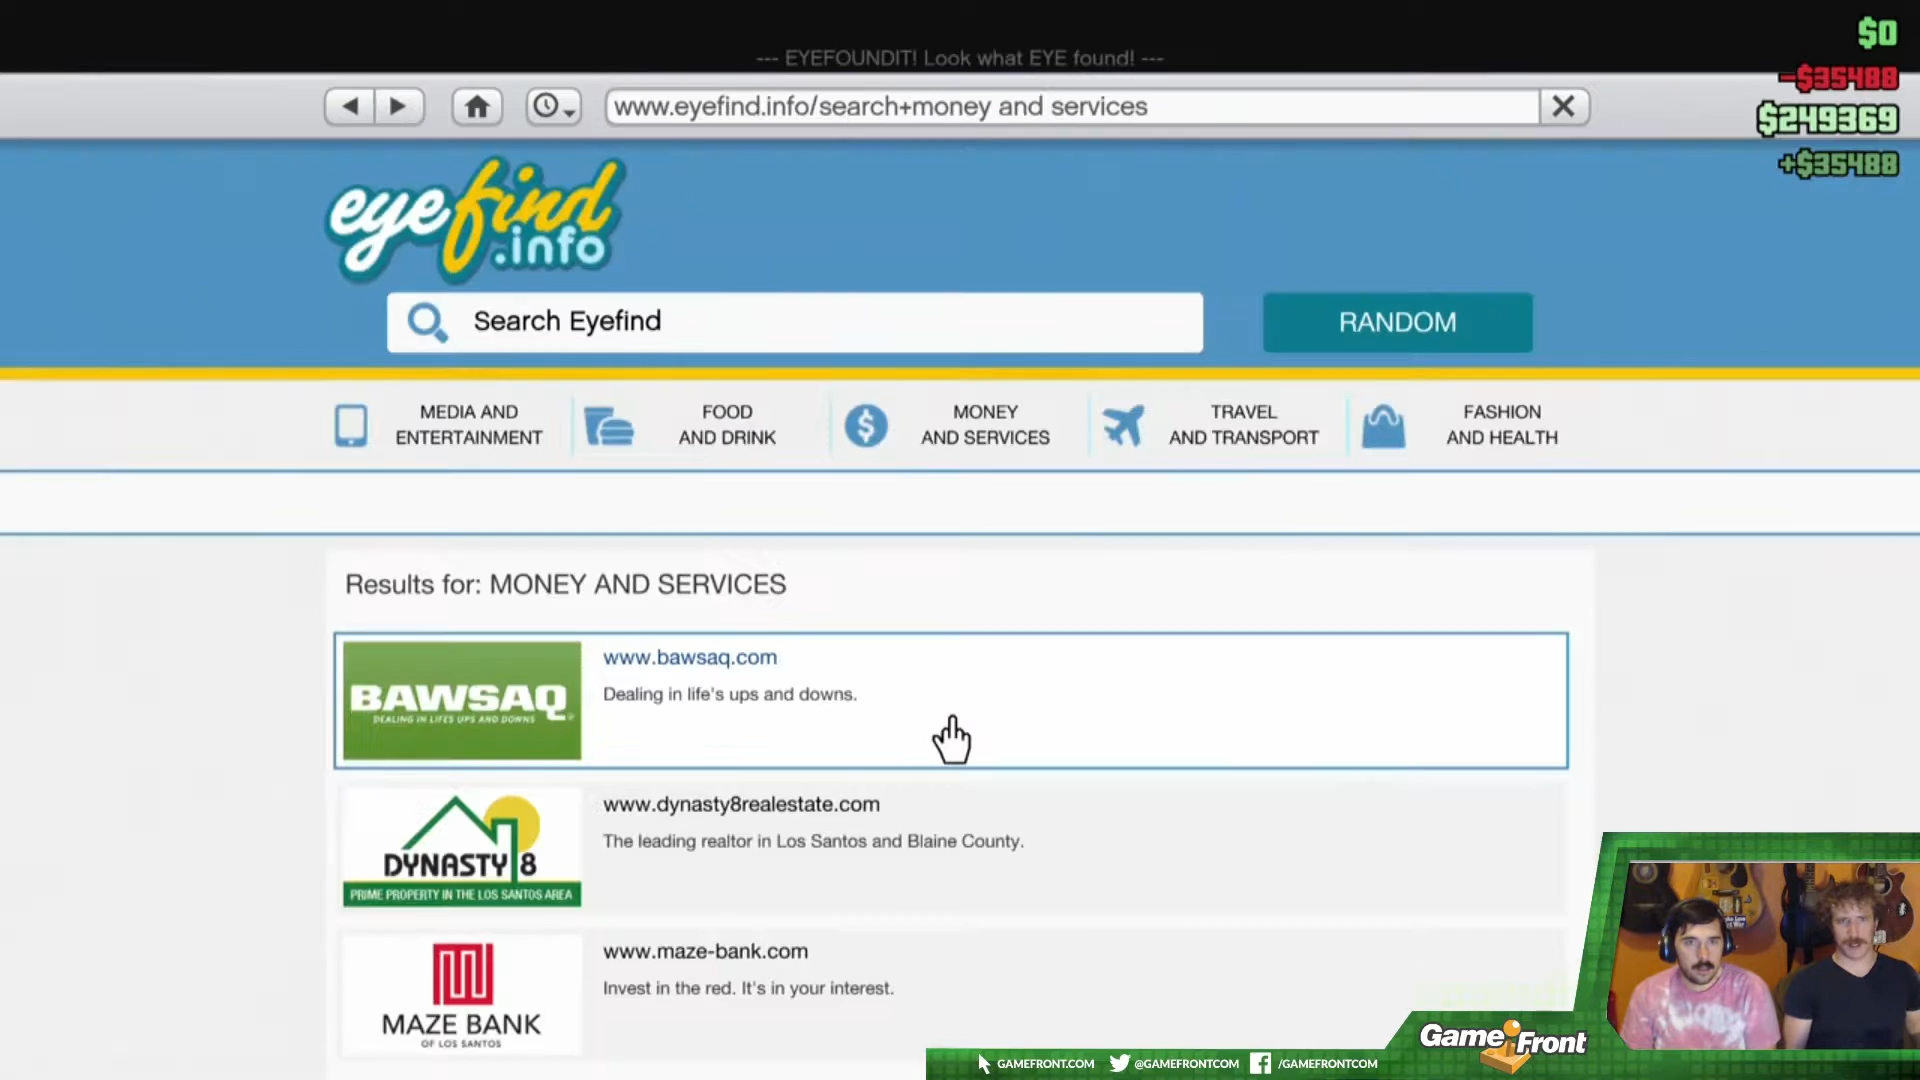 $0
--- EYEFOUNDIT! Look what EYE found! ---
-$35488
www.eyefind.info/search+money and services
$249369
+$35488
eyefind
.info
Search Eyefind
RANDOM
MEDIA AND
ENTERTAINMENT
FOOD
AND DRINK
MONEY
AND SERVICES
TRAVEL
AND TRANSPORT
FASHION
AND HEALTH
Results for: MONEY AND SERVICES
BAWSAQ
DEALING IN LIFE'S UPS AND DOWNS
www.bawsaq.com
Dealing in life's ups and downs.
DYNASTY 8
PRIME PROPERTY IN THE LOS SANTOS AREA
www.dynasty8realestate.com
The leading realtor in Los Santos and Blaine County.
MAZE BANK
OF LOS SANTOS
www.maze-bank.com
Invest in the red. It's in your interest.
GameFront
GAMEFRONT.COM
@GAMEFRONTCOM
/GAMEFRONTCOM